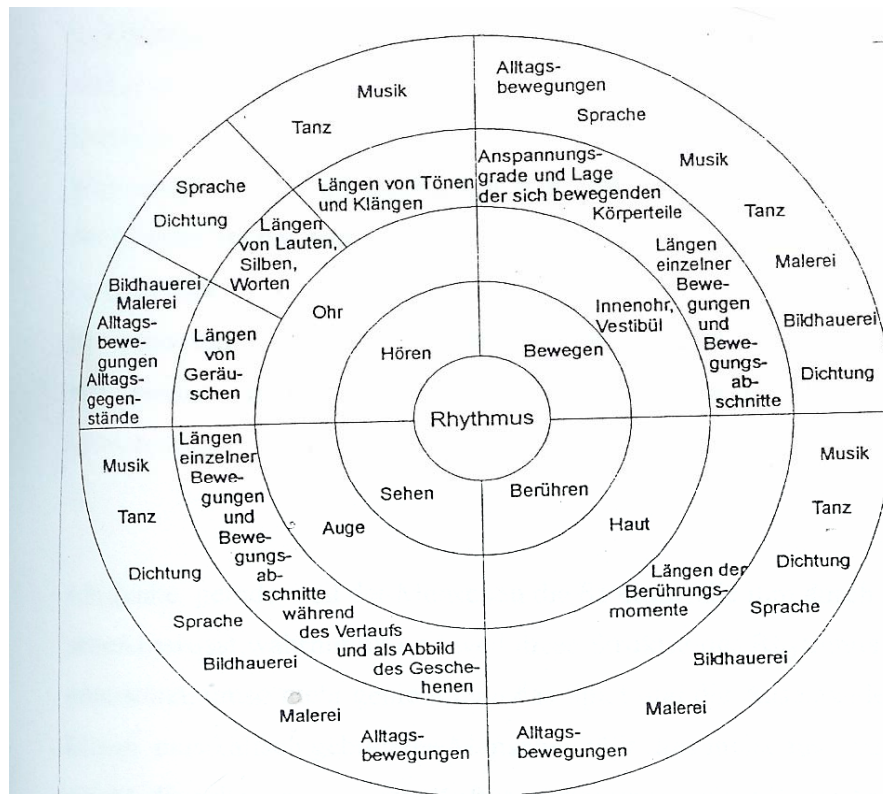 Musik
Tanz
Alltags-
bewegungen
Sprache
Musik
Tanz
Malerei
Bildhauerei
Dichtung
Sprache
Dichtung
Bildhauerei
Malerei
Alltags-
bewe-
gungen
Alltags-
gegen-
stände
Längen von Tönen
und Klängen
Anspannungs-
grade und Lage
der sich bewegenden
Körperteile
Längen
einzelner
Bewe-
gungen
und
Bewe-
gungs-
ab-
schnitte
Längen
von Lauten,
Silben,
Worten
Längen
von
Geräu-
schen
Ohr
Innenohr,
Vestibül
Hören
Bewegen
Rhythmus
Sehen
Berühren
Auge
Haut
Längen
einzelner
Bewe-
gungen
und
Bewe-
gungs-
ab-
schnitte
während
des Verlaufs
und als Abbild
des Gesche-
henen
Längen der
Berührungs-
momente
Musik
Tanz
Dichtung
Sprache
Bildhauerei
Malerei
Alltags-
bewegungen
Musik
Tanz
Dichtung
Sprache
Bildhauerei
Malerei
Alltags-
bewegungen